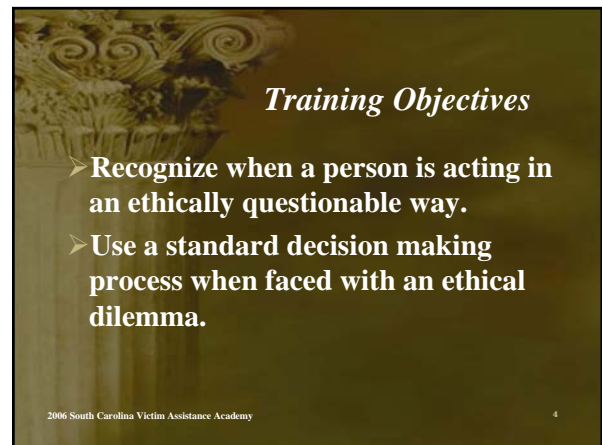 Training Objectives
➢Recognize when a person is acting in
an ethically questionable way.
➢Use a standard decision making
process when faced with an ethical
dilemma.
2006 South Carolina Victim Assistance Academy 4